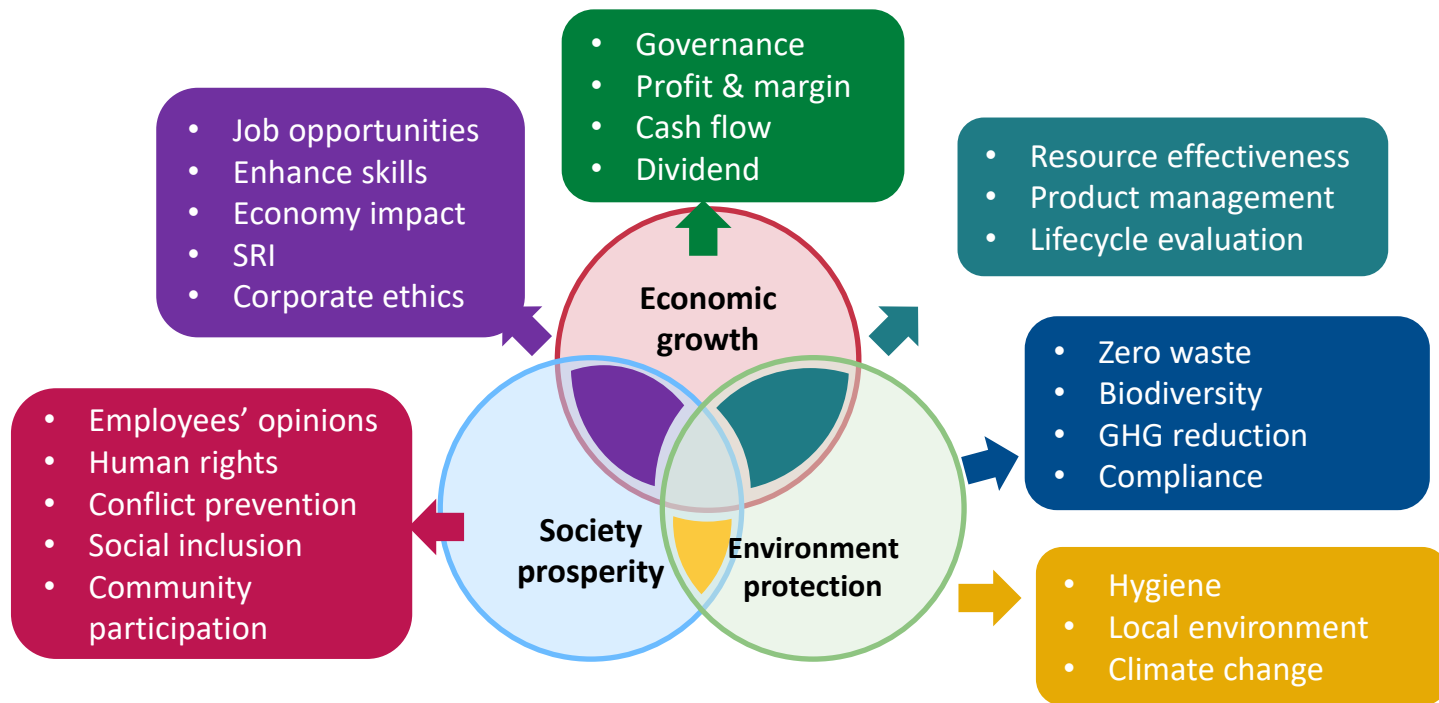 • Governance
• Profit & margin
• Cash flow
• Dividend
• Job opportunities
• Enhance skills
• Economy impact
• SRI
• Corporate ethics
• Resource effectiveness
• Product management
• Lifecycle evaluation
Economic
growth
• Zero waste
• Biodiversity
• GHG reduction
• Compliance
• Employees’ opinions
• Human rights
• Conflict prevention
• Social inclusion
• Community
participation
Society
prosperity
Environment
protection
• Hygiene
• Local environment
• Climate change